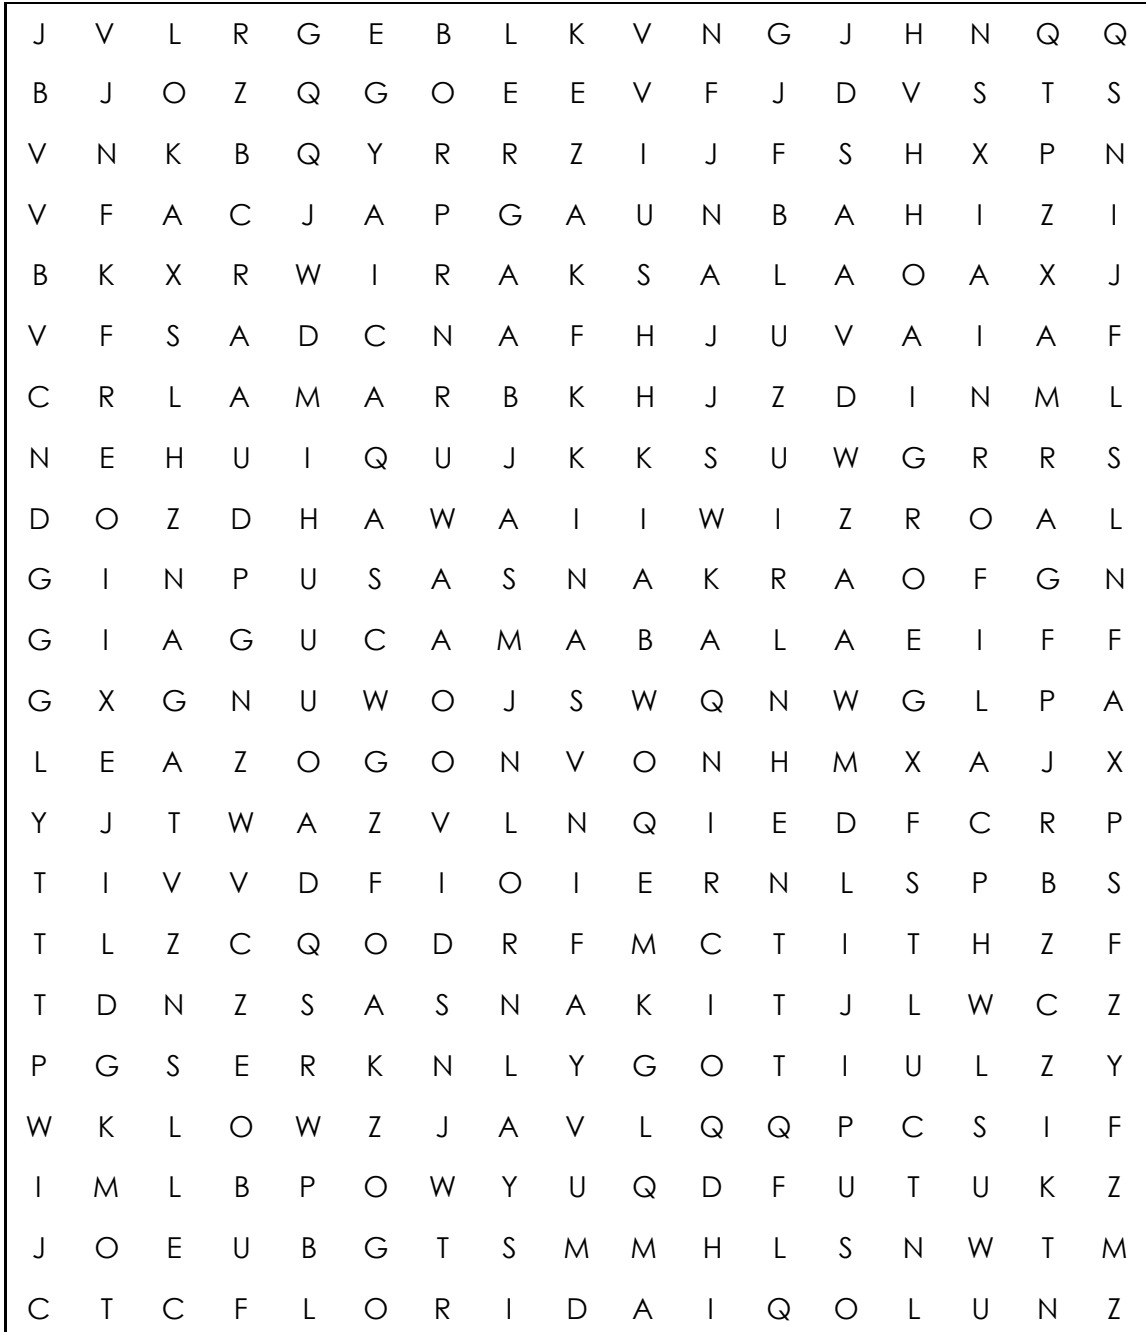 J V L R G E B L K V N G J H N Q Q
B J O Z Q G O E E V F J D V S T S
V N K B Q Y R R Z I J F S H X P N
V F A C J A P G A U N B A H I Z I
B K X R W I R A K S A L A O A X J
V F S A D C N A F H J U V A I A F
C R L A M A R B K H J Z D I N M L
N E H U I Q U J K K S U W G R R S
D O Z D H A W A I I W I Z R O A L
G I N P U S A S N A K R A O F G N
G I A G U C A M A B A L A E I F F
G X G N U W O J S W Q N W G L P A
L E A Z O G O N V O N H M X A J X
Y J T W A Z V L N Q I E D F C R P
T I V V D F I O I E R N L S P B S
T L Z C Q O D R F M C T I T H Z F
T D N Z S A S N A K I T J L W C Z
P G S E R K N L Y G O T I U L Z Y
W K L O W Z J A V L Q Q P C S I F
I M L B P O W Y U Q D F U T U K Z
J O E U B G T S M M H L S N W T M
C T C F L O R I D A I Q O L U N Z